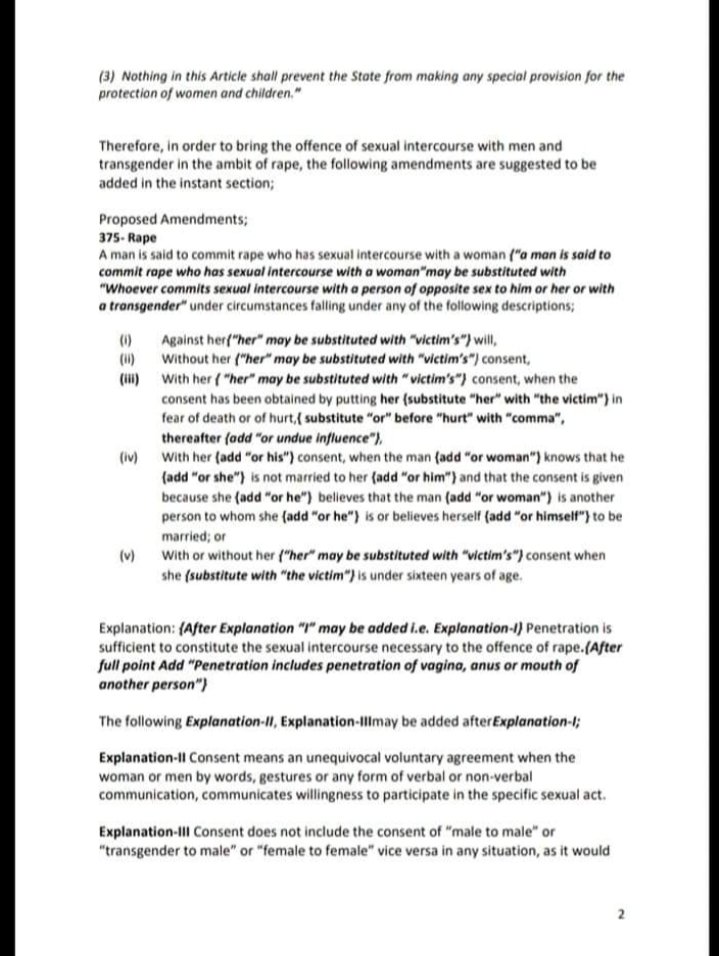 (3) Nothing in this Article shall prevent the State from making any special provision for the
protection of women and children."
Therefore, in order to bring the offence of sexual intercourse with men and
transgender in the ambit of rape, the following amendments are suggested to be
added in the instant section;
Proposed Amendments;
375- Rape
A man is said to commit rape who has sexual intercourse with a woman {"a man is said to
commit rape who has sexual intercourse with a woman"may be substituted with
"Whoever commits sexual intercourse with a person of opposite sex to him or her or with
a transgender" under circumstances falling under any of the following descriptions;
(i) Against her{"her" may be substituted with "victim's"} will,
(ii) Without her {"her" may be substituted with "victim's"} consent,
(iii) With her { "her" may be substituted with "victim's"} consent, when the
consent has been obtained by putting her {substitute "her" with "the victim"} in
fear of death or of hurt,{ substitute "or" before "hurt" with "comma",
thereafter {add "or undue influence"},
(iv) With her {add "or his"} consent, when the man {add "or woman"} knows that he
{add "or she"} is not married to her {add "or him"} and that the consent is given
because she {add "or he"} believes that the man {add "or woman"} is another
person to whom she {add "or he"} is or believes herself {add "or himself"} to be
married; or
(v) With or without her {"her" may be substituted with "victim's"} consent when
she {substitute with "the victim"} is under sixteen years of age.
Explanation: {After Explanation "I" may be added i.e. Explanation-I} Penetration is
sufficient to constitute the sexual intercourse necessary to the offence of rape.{After
full point Add "Penetration includes penetration of vagina, anus or mouth of
another person"}
The following Explanation-II, Explanation-IIImay be added afterExplanation-I;
Explanation-II Consent means an unequivocal voluntary agreement when the
woman or men by words, gestures or any form of verbal or non-verbal
communication, communicates willingness to participate in the specific sexual act.
Explanation-III Consent does not include the consent of "male to male" or
"transgender to male" or "female to female" vice versa in any situation, as it would
2